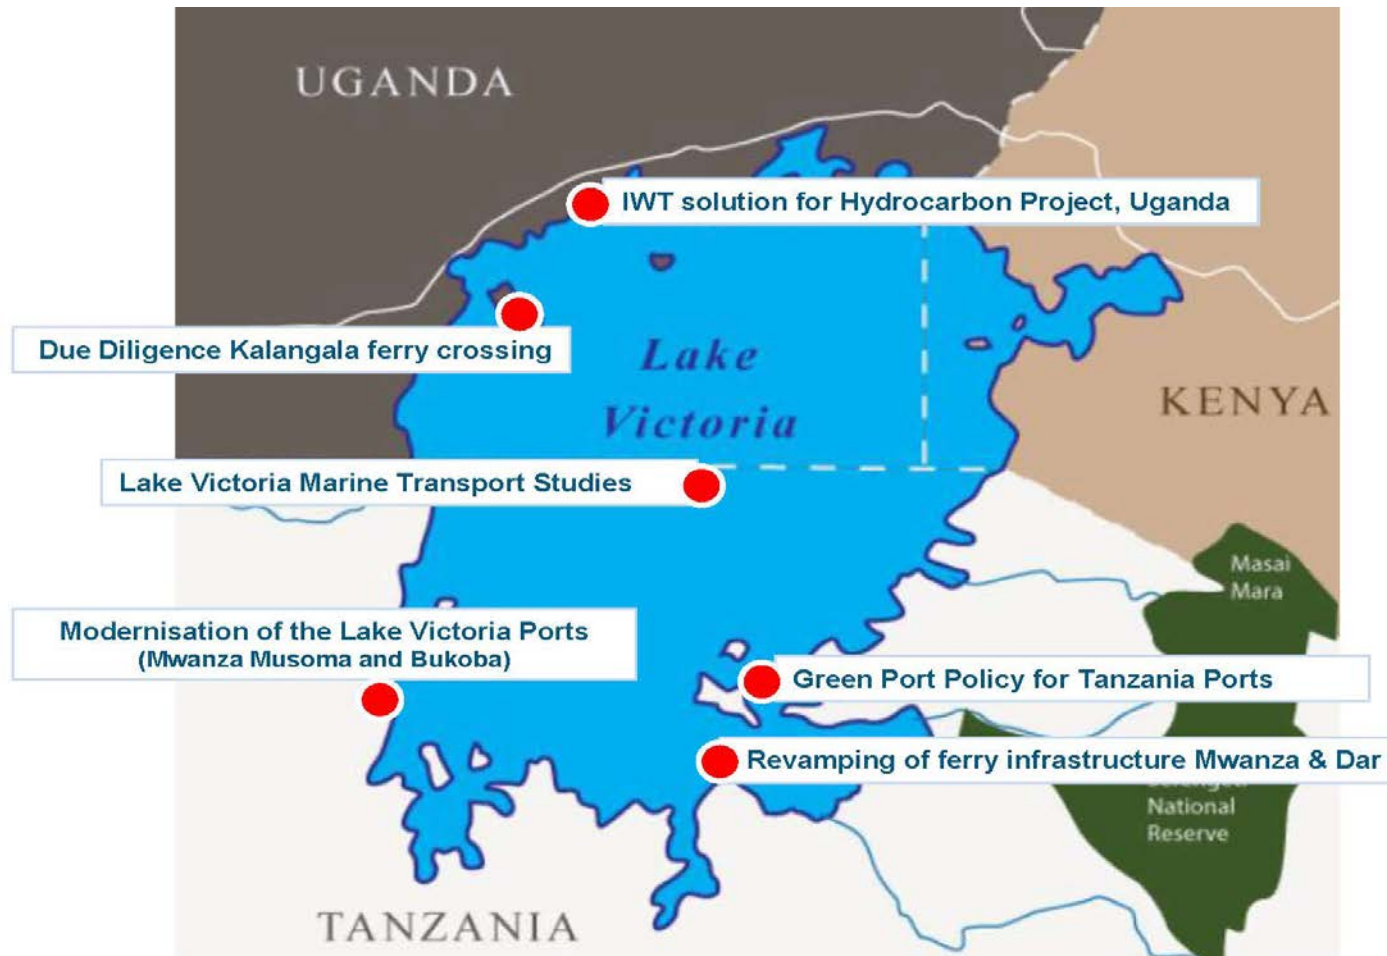 UGANDA
IWT solution for Hydrocarbon Project, Uganda
Due Diligence Kalangala ferry crossing
Lake
Victoria
KENYA
Lake Victoria Marine Transport Studies
Masai
Mara
Modernisation of the Lake Victoria Ports
(Mwanza Musoma and Bukoba)
Green Port Policy for Tanzania Ports
Revamping of ferry infrastructure Mwanza & Dar
National
Reserve
TANZANIA